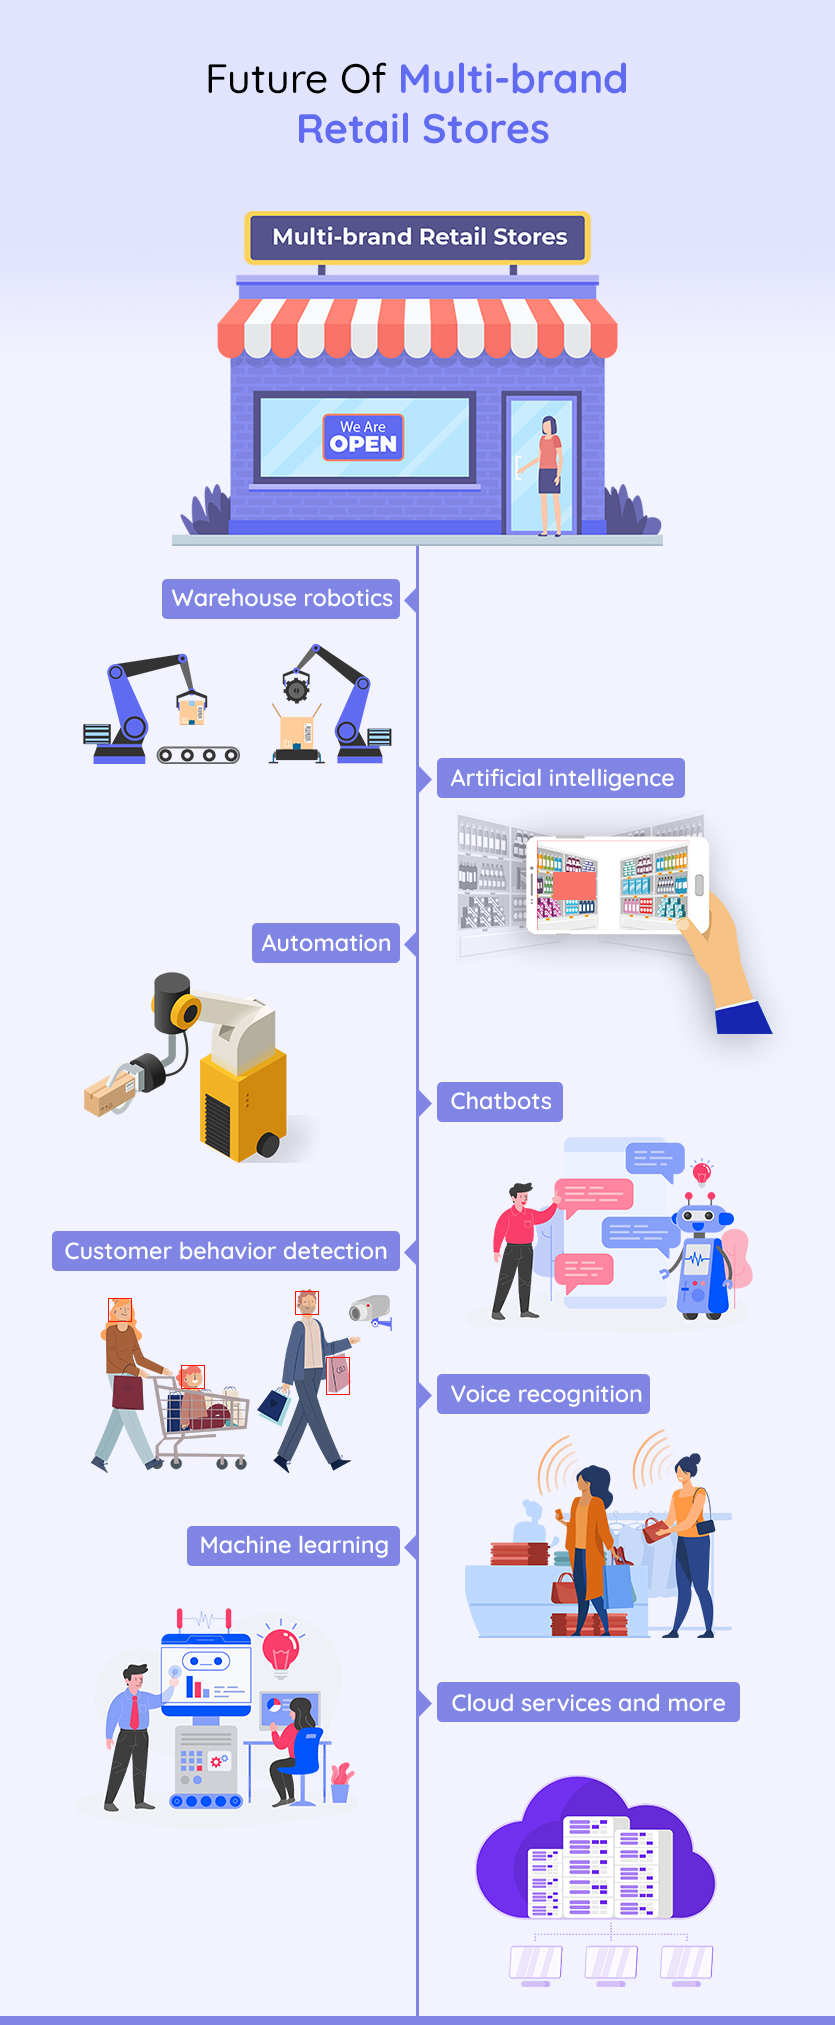 Future Of Multi-brand
Retail Stores
Multi-brand Retail Stores
We Are
OPEN
Warehouse robotics
Artificial intelligence
Automation
Chatbots
Customer behavior detection
Voice recognition
Machine learning
Cloud services and more